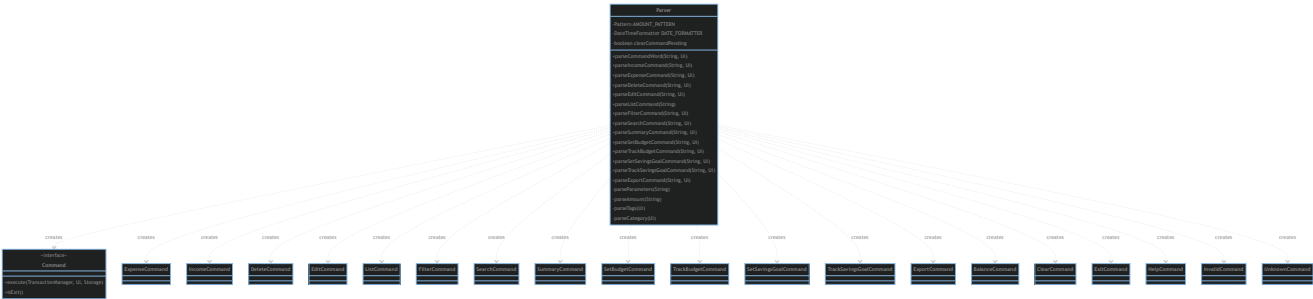 Parser
-Pattern AMOUNT_PATTERN
-DateTimeFormatter DATE_FORMATTER
-boolean clearCommandPending
+parseCommandWord(String, Ui)
+parseIncomeCommand(String, Ui)
+parseExpenseCommand(String, Ui)
+parseDeleteCommand(String, Ui)
+parseEditCommand(String, Ui)
+parseListCommand(String)
+parseFilterCommand(String, Ui)
+parseSearchCommand(String, Ui)
+parseSummaryCommand(String, Ui)
+parseSetBudgetCommand(String, Ui)
+parseTrackBudgetCommand(String, Ui)
+parseSetSavingsGoalCommand(String, Ui)
+parseTrackSavingsGoalCommand(String, Ui)
+parseExportCommand(String, Ui)
-parseParameters(String)
-parseAmount(String)
-parseTags(Ui)
-parseCategory(Ui)
creates creates creates creates creates creates creates creates creates creates creates creates creates creates creates creates creates creates creates creates
«interface»
Command
+execute(TransactionManager, Ui, Storage)
+isExit()
ExpenseCommand IncomeCommand DeleteCommand EditCommand ListCommand FilterCommand SearchCommand SummaryCommand SetBudgetCommand TrackBudgetCommand SetSavingsGoalCommand TrackSavingsGoalCommand ExportCommand BalanceCommand ClearCommand ExitCommand HelpCommand InvalidCommand UnknownCommand